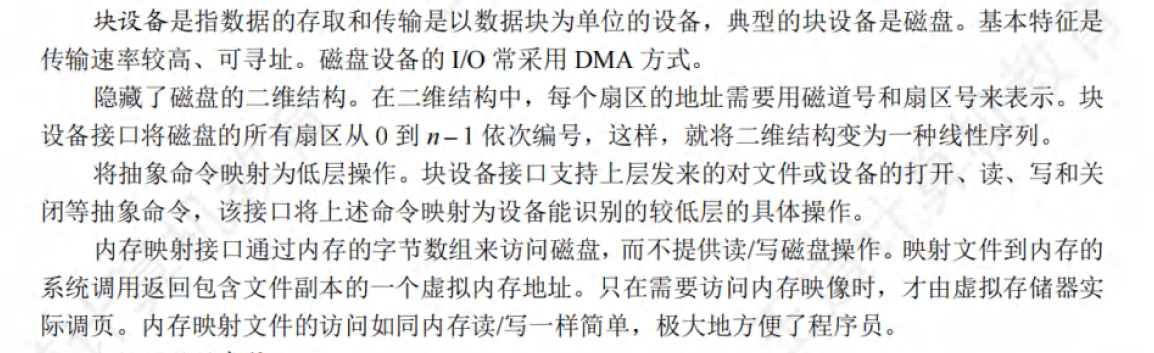 块设备是指数据的存取和传输是以数据块为单位的设备，典型的块设备是磁盘。基本特征是
传输速率较高、可寻址。磁盘设备的 I/O 常采用 DMA 方式。
隐藏了磁盘的二维结构。在二维结构中，每个扇区的地址需要用磁道号和扇区号来表示。块
设备接口将磁盘的所有扇区从 0 到 n－1 依次编号，这样，就将二维结构变为一种线性序列。
将抽象命令映射为低层操作。块设备接口支持上层发来的对文件或设备的打开、读、写和关
闭等抽象命令，该接口将上述命令映射为设备能识别的较低层的具体操作。
内存映射接口通过内存的字节数组来访问磁盘，而不提供读/写磁盘操作。映射文件到内存的
系统调用返回包含文件副本的一个虚拟内存地址。只在需要访问内存映像时，才由虚拟存储器实
际调页。内存映射文件的访问如同内存读/写一样简单，极大地方便了程序员。